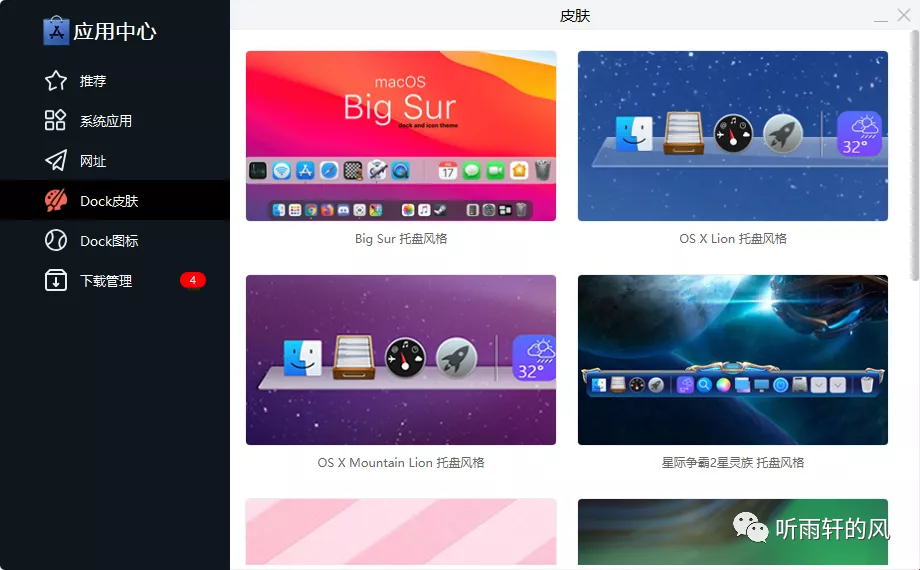 应用中心
推荐
系统应用
网址
Dock皮肤
Dock图标
下载管理
4
皮肤
macOS
Big Sur
dock and icon theme
17
Big Sur 托盘风格
32°
OS X Lion 托盘风格
32°
OS X Mountain Lion 托盘风格
星际争霸2星灵族 托盘风格
听雨轩的风